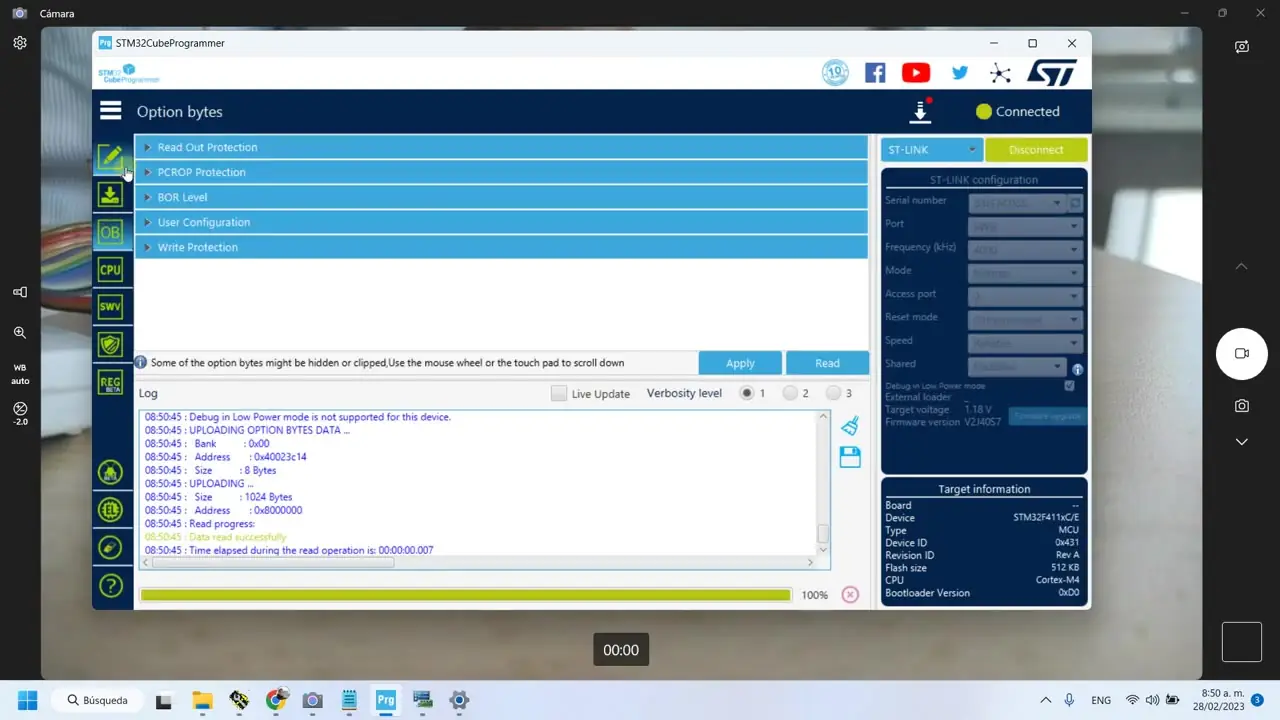 Cámara
Prg STM32CubeProgrammer
STM32
CubeProgrammer
Option bytes
Connected
Read Out Protection
PCROP Protection
BOR Level
User Configuration
Write Protection
OB
CPU
SWV
REG
BETA
Some of the option bytes might be hidden or clipped,Use the mouse wheel or the touch pad to scroll down
Apply
Read
Log
Live Update
Verbosity level
1
2
3
08:50:45 : Debug in Low Power mode is not supported for this device.
08:50:45 : UPLOADING OPTION BYTES DATA ...
08:50:45 : Bank : 0x00
08:50:45 : Address : 0x40023c14
08:50:45 : Size : 8 Bytes
08:50:45 : UPLOADING ...
08:50:45 : Size : 1024 Bytes
08:50:45 : Address : 0x8000000
08:50:45 : Read progress:
08:50:45 : Data read successfully
08:50:45 : Time elapsed during the read operation is: 00:00:00.007
100%
ST-LINK
Disconnect
ST-LINK configuration
Serial number
Port
Frequency (kHz)
Mode
Access port
Reset mode
Speed
Shared
Debug in Low Power mode
External loader _
Target voltage 1.18 V
Firmware version V2J40S7
Firmware upgrade
Target information
Board --
Device STM32F411xC/E
Type MCU
Device ID 0x431
Revision ID Rev A
Flash size 512 KB
CPU Cortex-M4
Bootloader Version 0xD0
WB
auto
2.0
00:00
Búsqueda
Prg
ENG
8:50 a. m.
28/02/2023
3